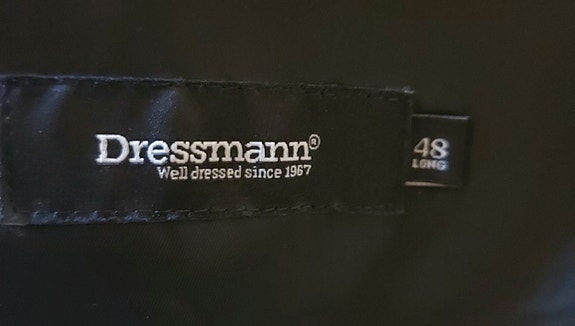 Dressmann®
Well dressed since 1967
48
LONG